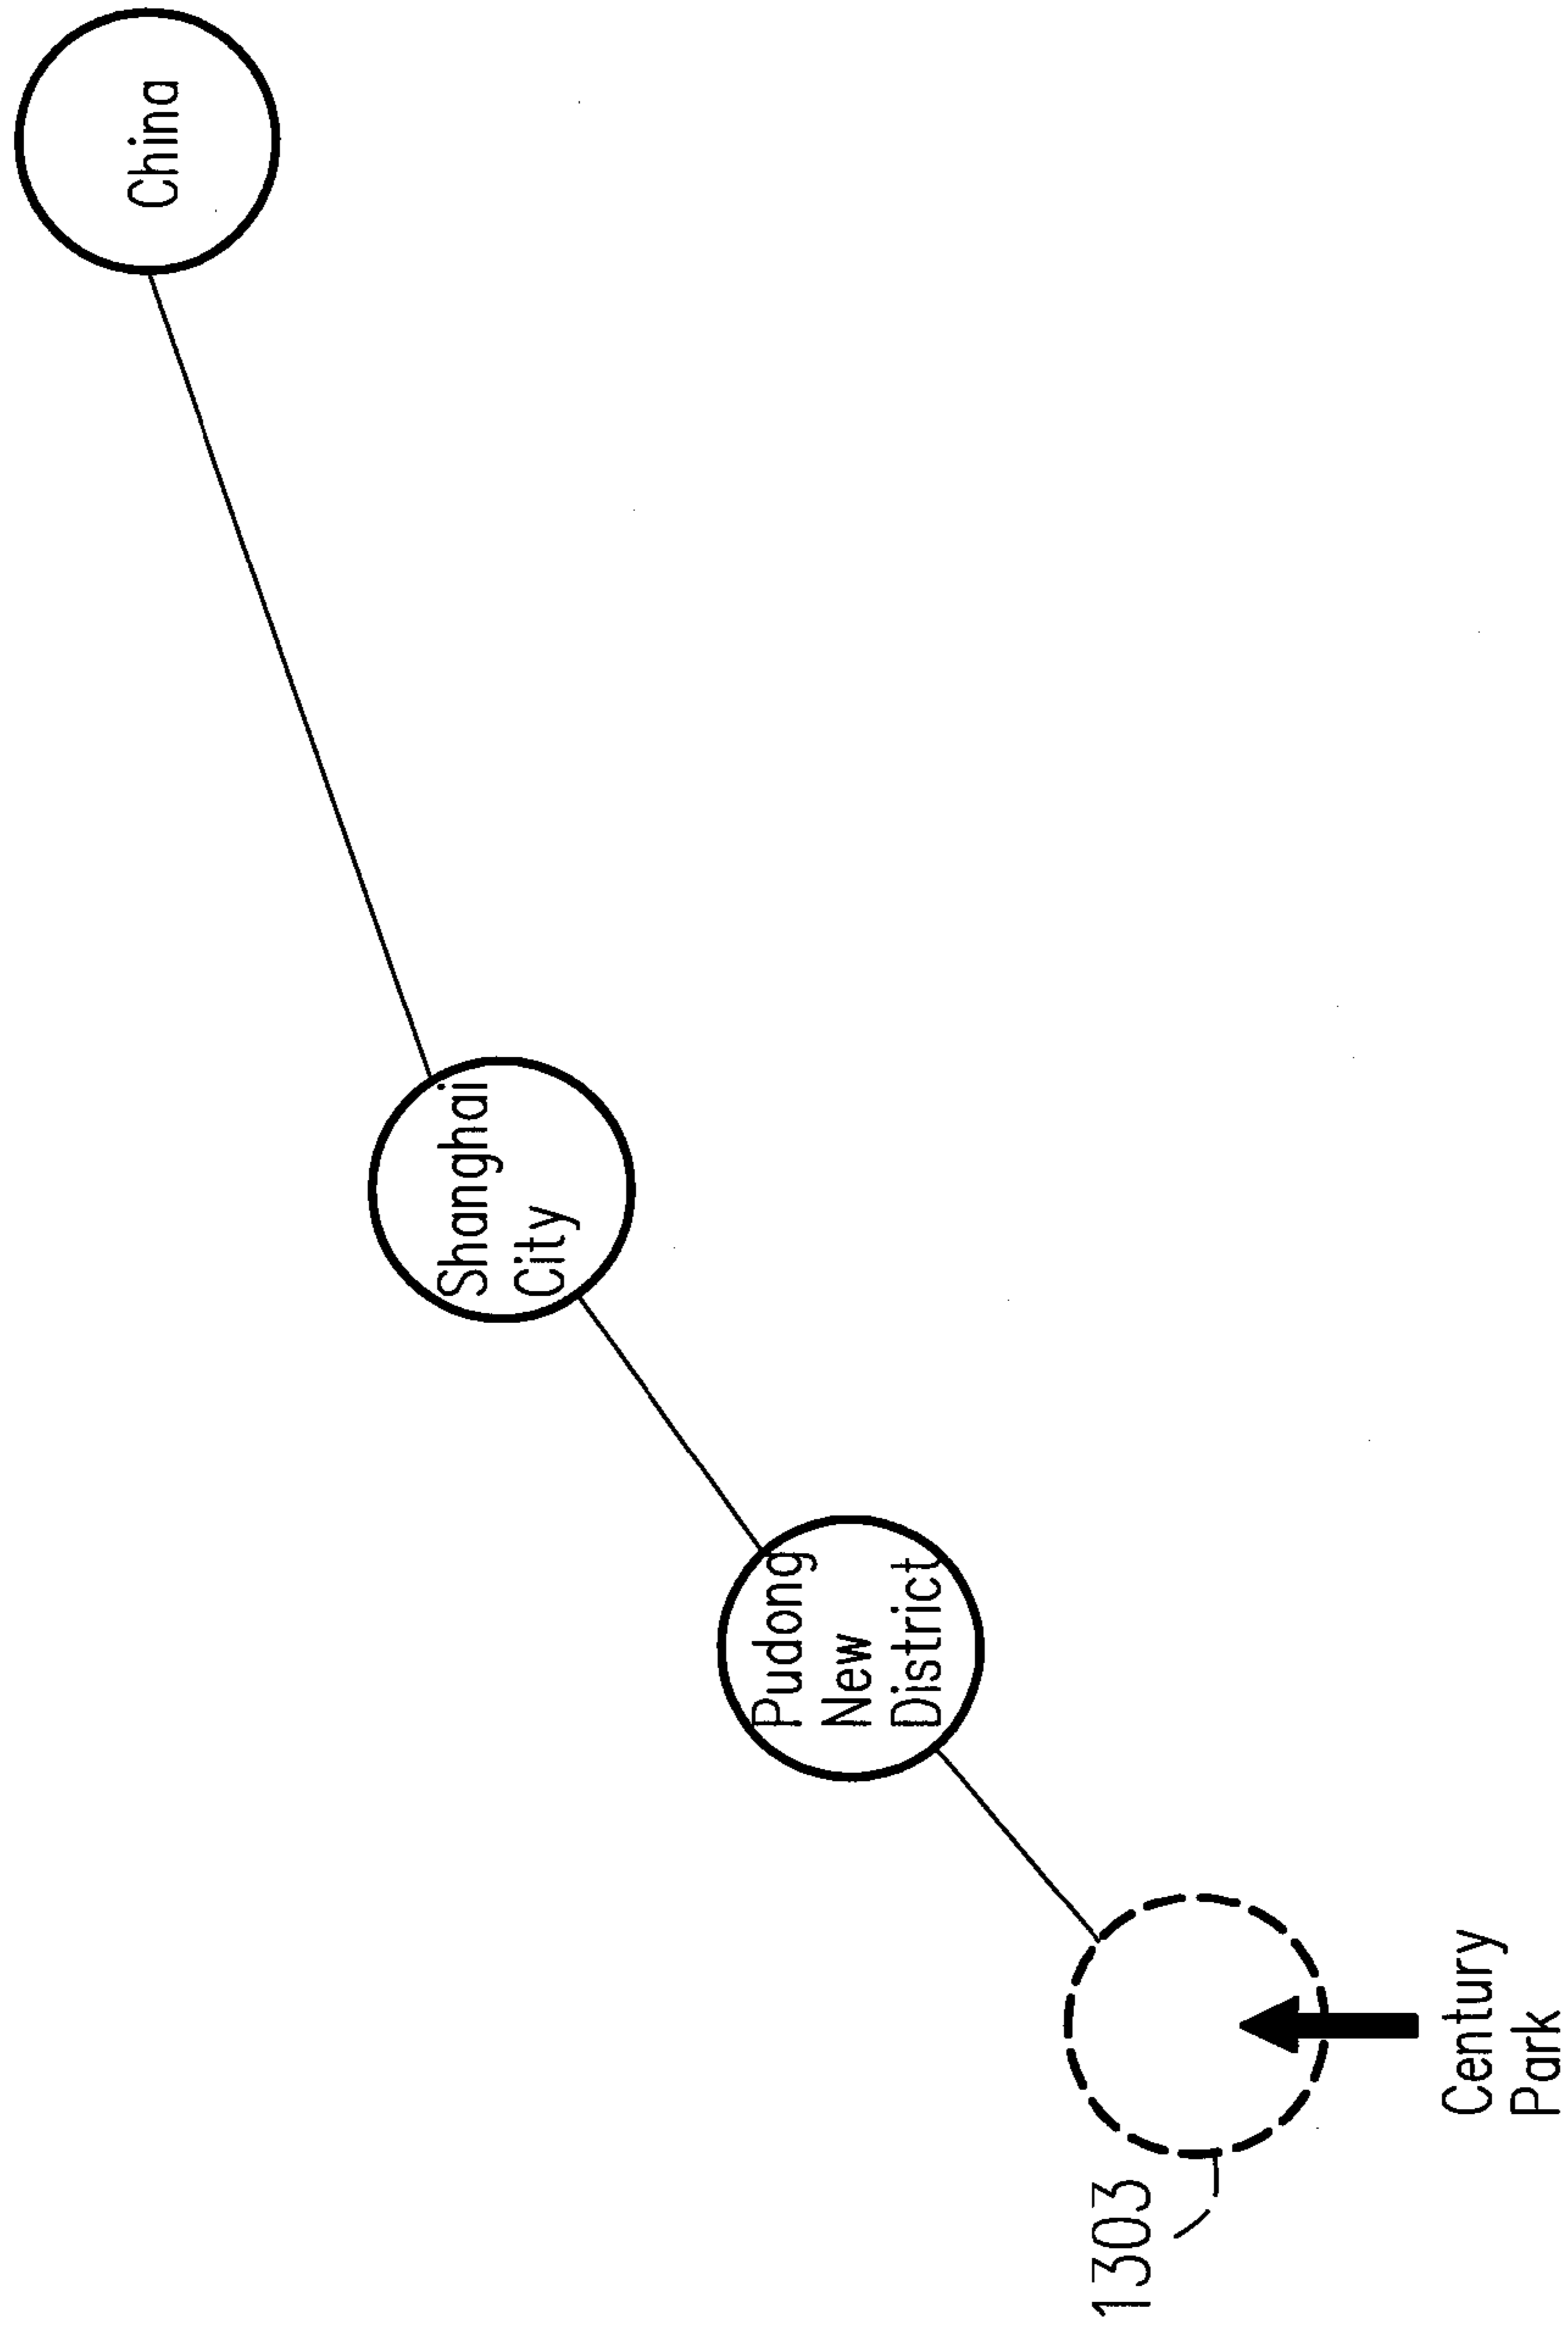 China
Shanghai
City
Pudong
New
District
1303
Century
Park